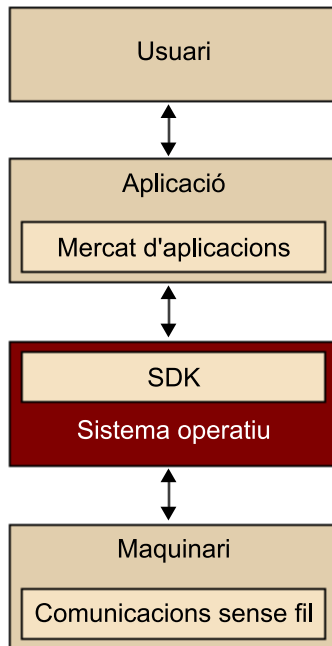 Usuari
Aplicació
Mercat d'aplicacions
SDK
Sistema operatiu
Maquinari
Comunicacions sense fil